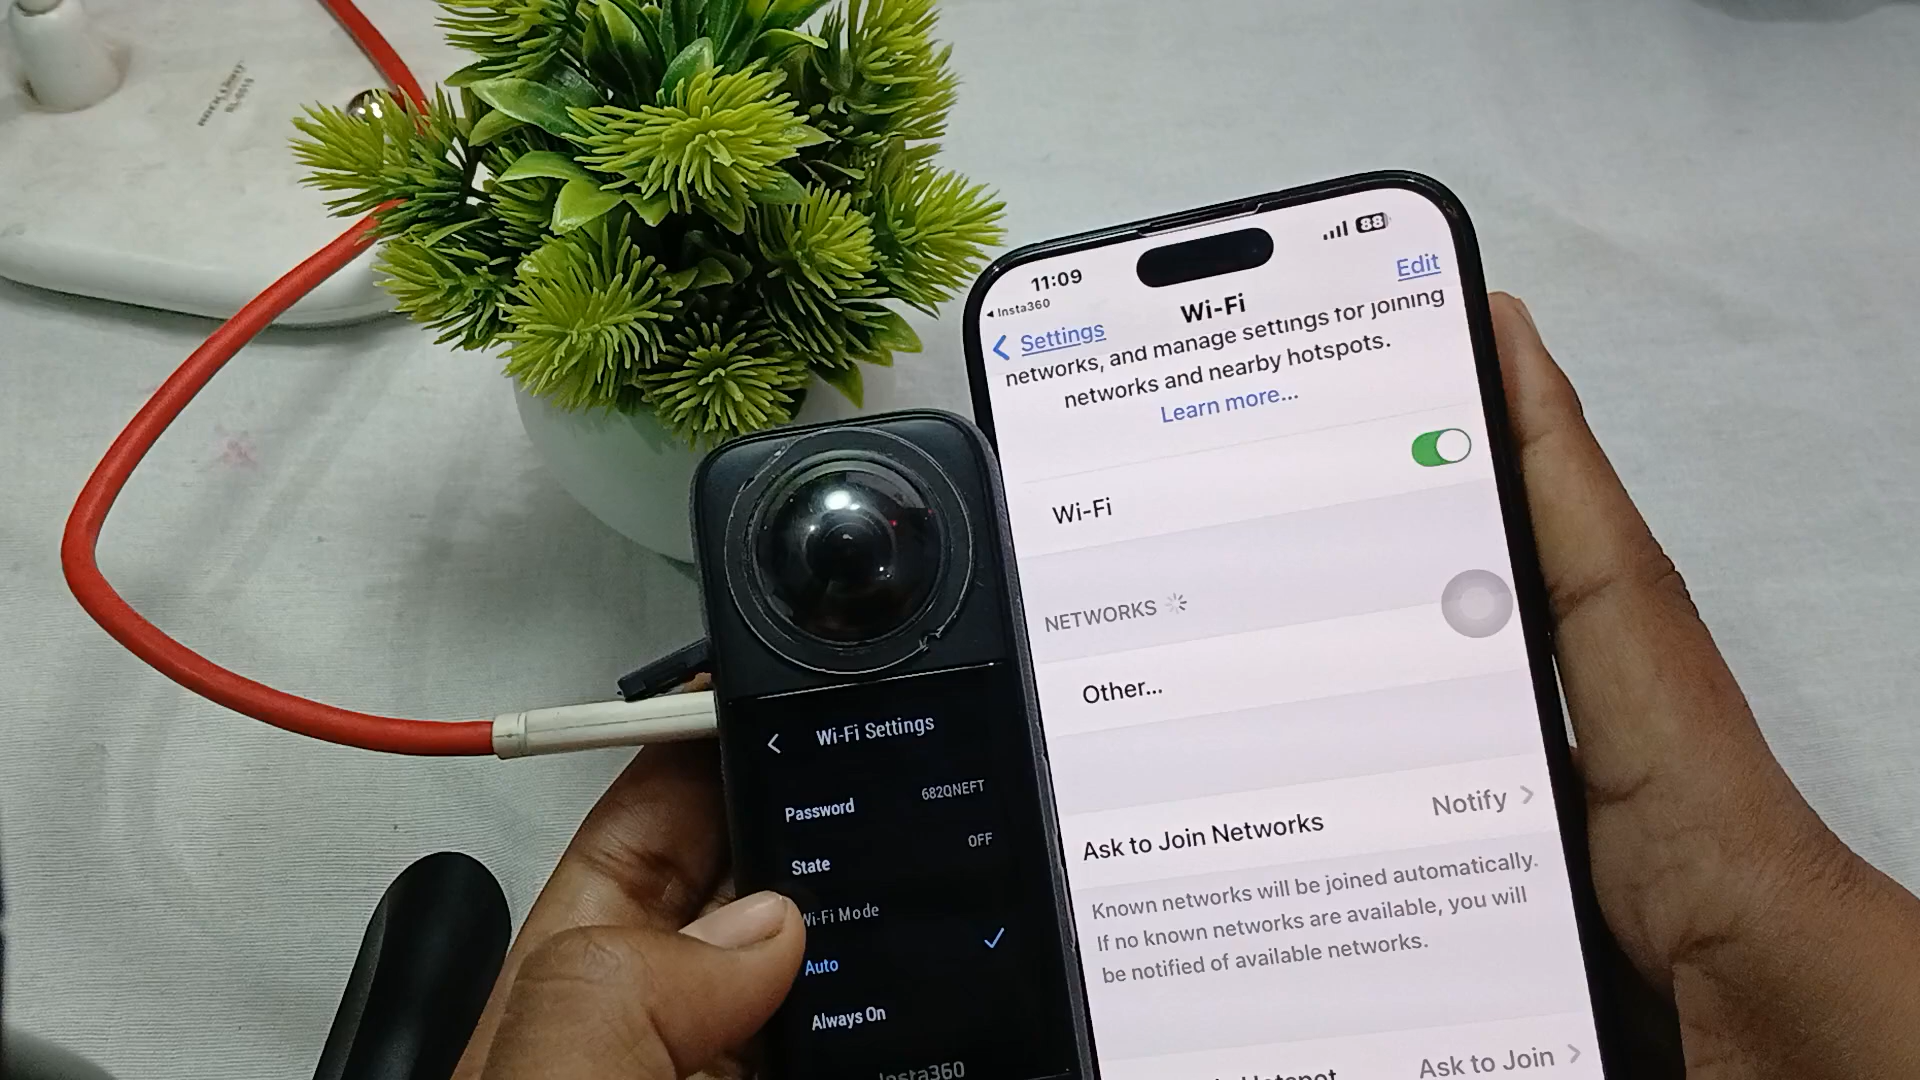 11:09
88
◂ Insta360
Settings
Wi-Fi
Edit
networks, and manage settings for joining
networks and nearby hotspots.
Learn more...
Wi-Fi
NETWORKS
Other...
Ask to Join Networks
Notify
Known networks will be joined automatically.
If no known networks are available, you will
be notified of available networks.
Ask to Join
Wi-Fi Settings
Password
682QNEFT
State
OFF
Wi-Fi Mode
Auto
Always On
Insta360